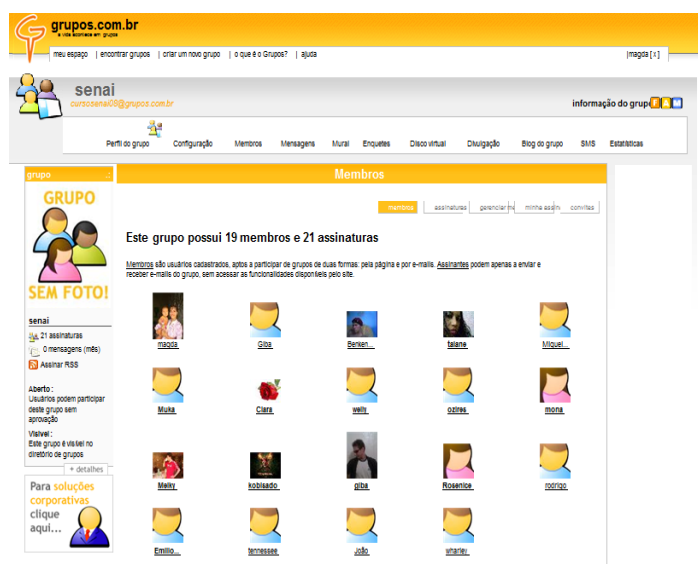 grupos.com.br
a vida acontece em grupos
meu espaço | encontrar grupos | criar um novo grupo | o que é o Grupos? | ajuda |magda [x]
senai
cursosenai08@grupos.com.br
informação do grupo F A M
Perfil do grupo Configuração Membros Mensagens Mural Enquetes Disco virtual Divulgação Blog do grupo SMS Estatísticas
grupo
Membros
membros assinaturas gerenciar me minha assin convites
GRUPO
SEM FOTO!
Este grupo possui 19 membros e 21 assinaturas
Membros são usuários cadastrados, aptos a participar de grupos de duas formas: pela página e por e-mails. Assinantes podem apenas a enviar e
receber e-mails do grupo, sem acessar as funcionalidades disponíveis pelo site.
senai
21 assinaturas
0 mensagens (mês)
Assinar RSS
Aberto :
Usuários podem participar
deste grupo sem
aprovação
Visivel :
Este grupo é visível no
diretório de grupos
+ detalhes
Para soluções
corporativas
clique
aqui...
magda Giba Berken... taiane Miquel...
Muka Clara welly ozires mona
Melky kobisado giba Rosenice rodrigo
Emilio... tennessee João wharley